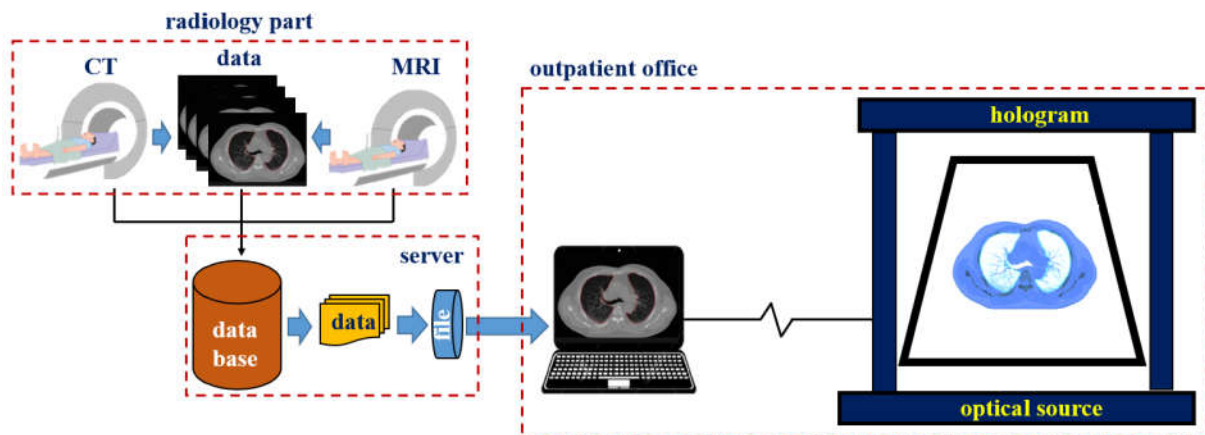 radiology part
CT
data
MRI
outpatient office
hologram
server
data
base
data
file
optical source